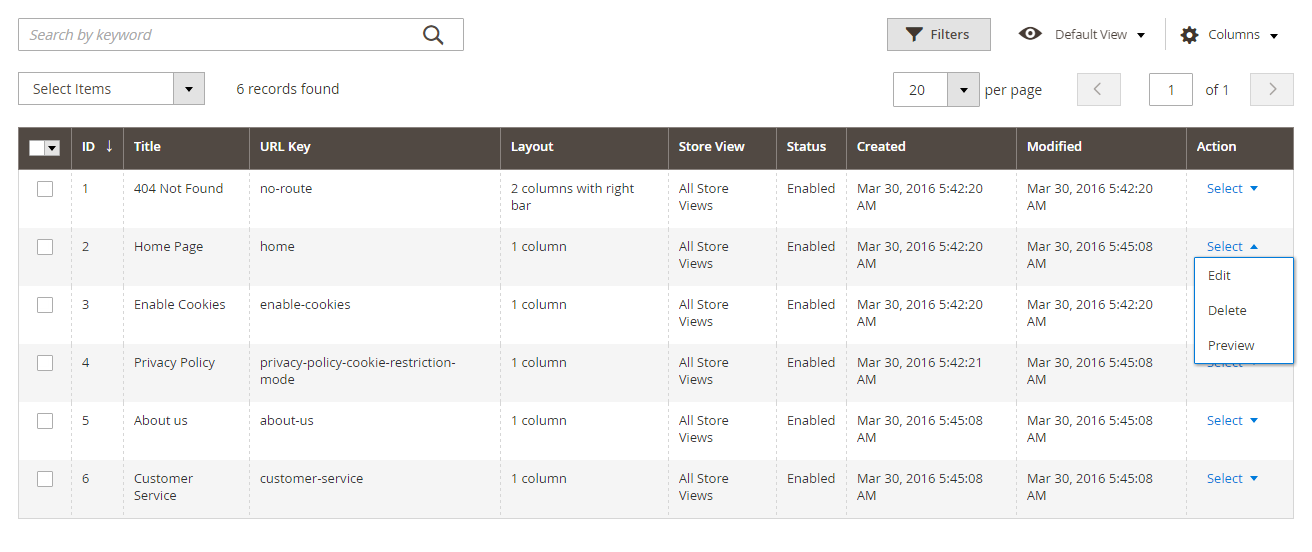 Search by keyword
Filters
Default View
Columns
Select Items
6 records found
20
per page
1
of 1
ID ↓ Title URL Key Layout Store View Status Created Modified Action
1 404 Not Found no-route 2 columns with right All Store Enabled Mar 30, 2016 5:42:20 Mar 30, 2016 5:42:20 Select
bar Views AM AM
2 Home Page home 1 column All Store Enabled Mar 30, 2016 5:42:20 Mar 30, 2016 5:45:08 Select
Views AM AM
Edit
3 Enable Cookies enable-cookies 1 column All Store Enabled Mar 30, 2016 5:42:20 Mar 30, 2016 5:42:20
Delete
Views AM AM
Preview
4 Privacy Policy privacy-policy-cookie-restriction- 1 column All Store Enabled Mar 30, 2016 5:42:21 Mar 30, 2016 5:45:08 Select
mode Views AM AM
5 About us about-us 1 column All Store Enabled Mar 30, 2016 5:45:08 Mar 30, 2016 5:45:08 Select
Views AM AM
6 Customer customer-service 1 column All Store Enabled Mar 30, 2016 5:45:08 Mar 30, 2016 5:45:08 Select
Service Views AM AM